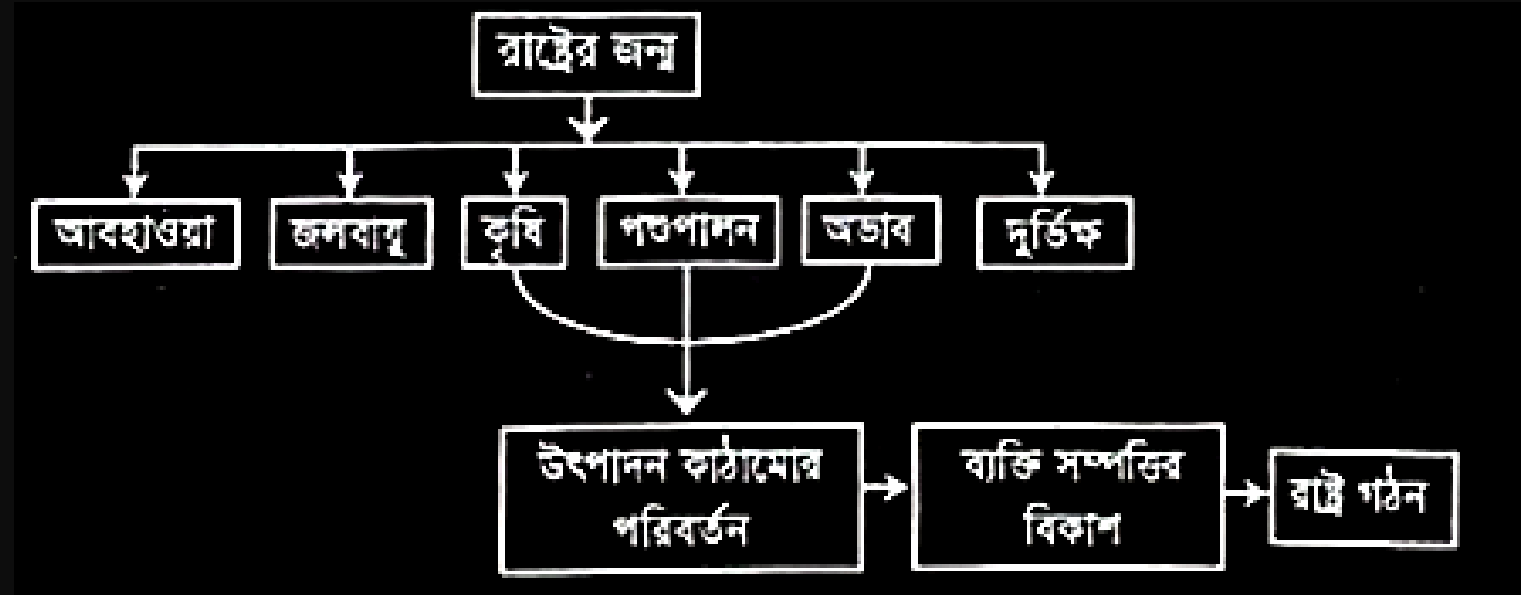 রাষ্ট্রের জন্ম
আবহাওয়া
জলবায়ু
কৃষি
পশুপালন
অভাব
দুর্ভিক্ষ
উৎপাদন কাঠামোর
পরিবর্তন
ব্যক্তি সম্পত্তির
বিকাশ
রাষ্ট্র গঠন